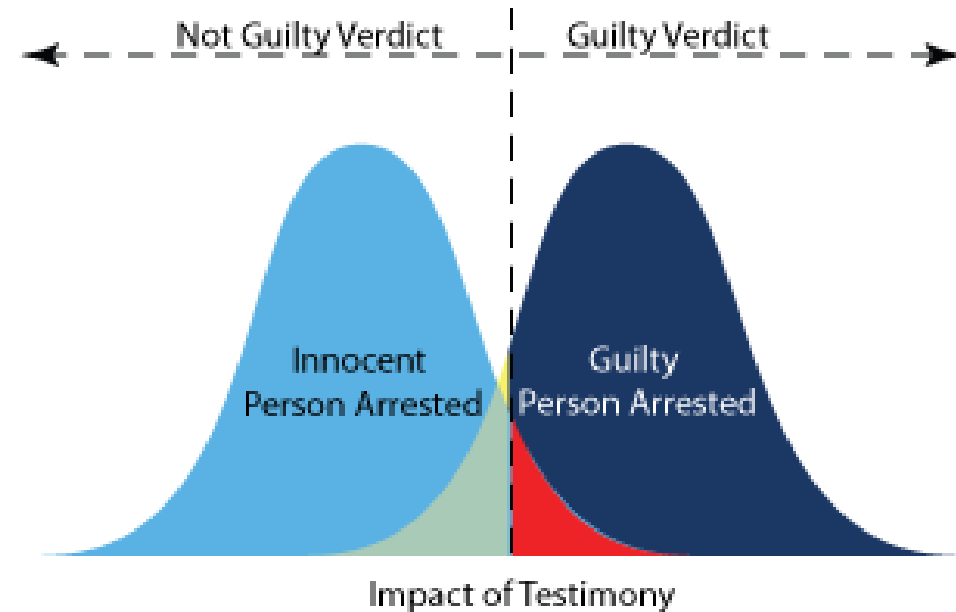 Not Guilty Verdict
Guilty Verdict
Innocent
Person Arrested
Guilty
Person Arrested
Impact of Testimony